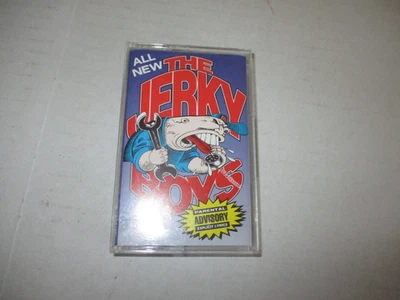 ALL
NEW
THE
JERKY
BOYS
PARENTAL
ADVISORY
EXPLICIT LYRICS